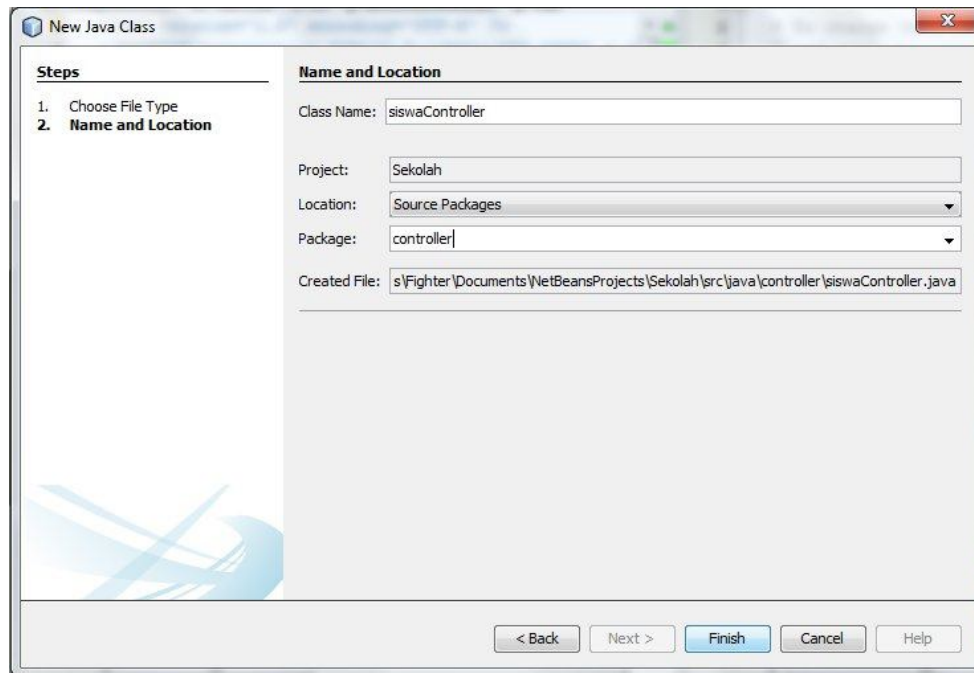 New Java Class
Steps
1. Choose File Type
2. Name and Location
Name and Location
Class Name: siswaController
Project: Sekolah
Location: Source Packages
Package: controller
Created File: s\Fighter\Documents\NetBeansProjects\Sekolah\src\java\controller\siswaController.java
< Back Next > Finish Cancel Help